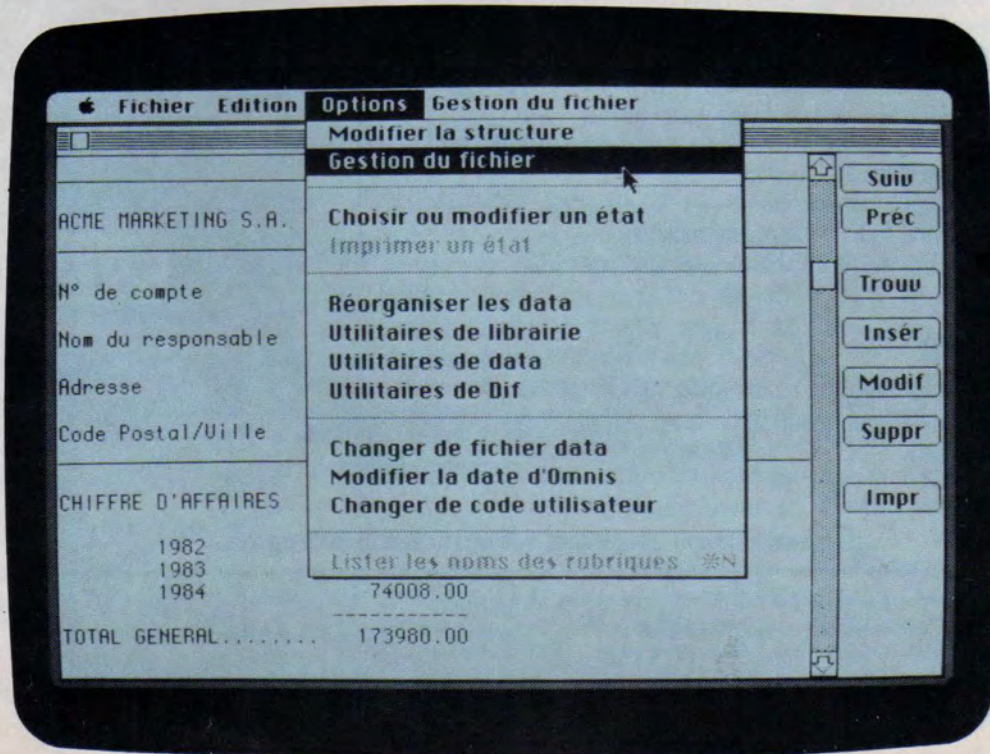 Fichier Edition Options Gestion du fichier
Modifier la structure
Gestion du fichier
Choisir ou modifier un état
Imprimer un état
Réorganiser les data
Utilitaires de librairie
Utilitaires de data
Utilitaires de Dif
Changer de fichier data
Modifier la date d'Omnis
Changer de code utilisateur
Lister les noms des rubriques ⌘N
ACME MARKETING S.A.
N° de compte
Nom du responsable
Adresse
Code Postal/Ville
CHIFFRE D'AFFAIRES
1982
1983
1984 74008.00
-----------
TOTAL GENERAL........ 173980.00
Suiv
Préc
Trouv
Insér
Modif
Suppr
Impr